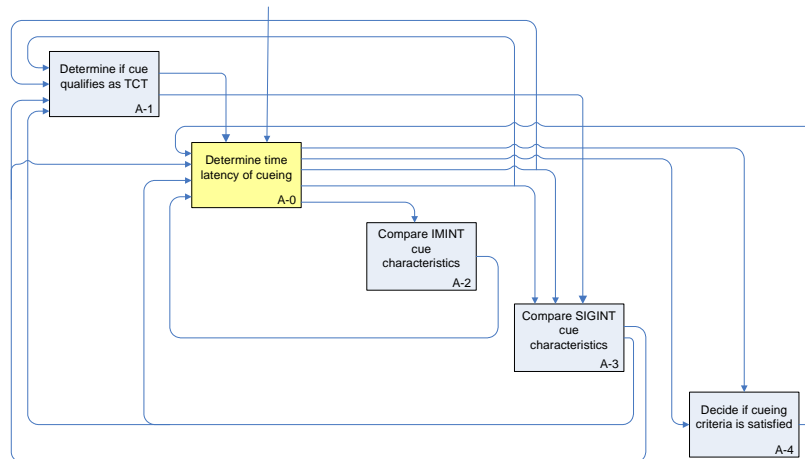 Determine if cue
qualifies as TCT
A-1
Determine time
latency of cueing
A-0
Compare IMINT
cue
characteristics
A-2
Compare SIGINT
cue
characteristics
A-3
Decide if cueing
criteria is satisfied
A-4